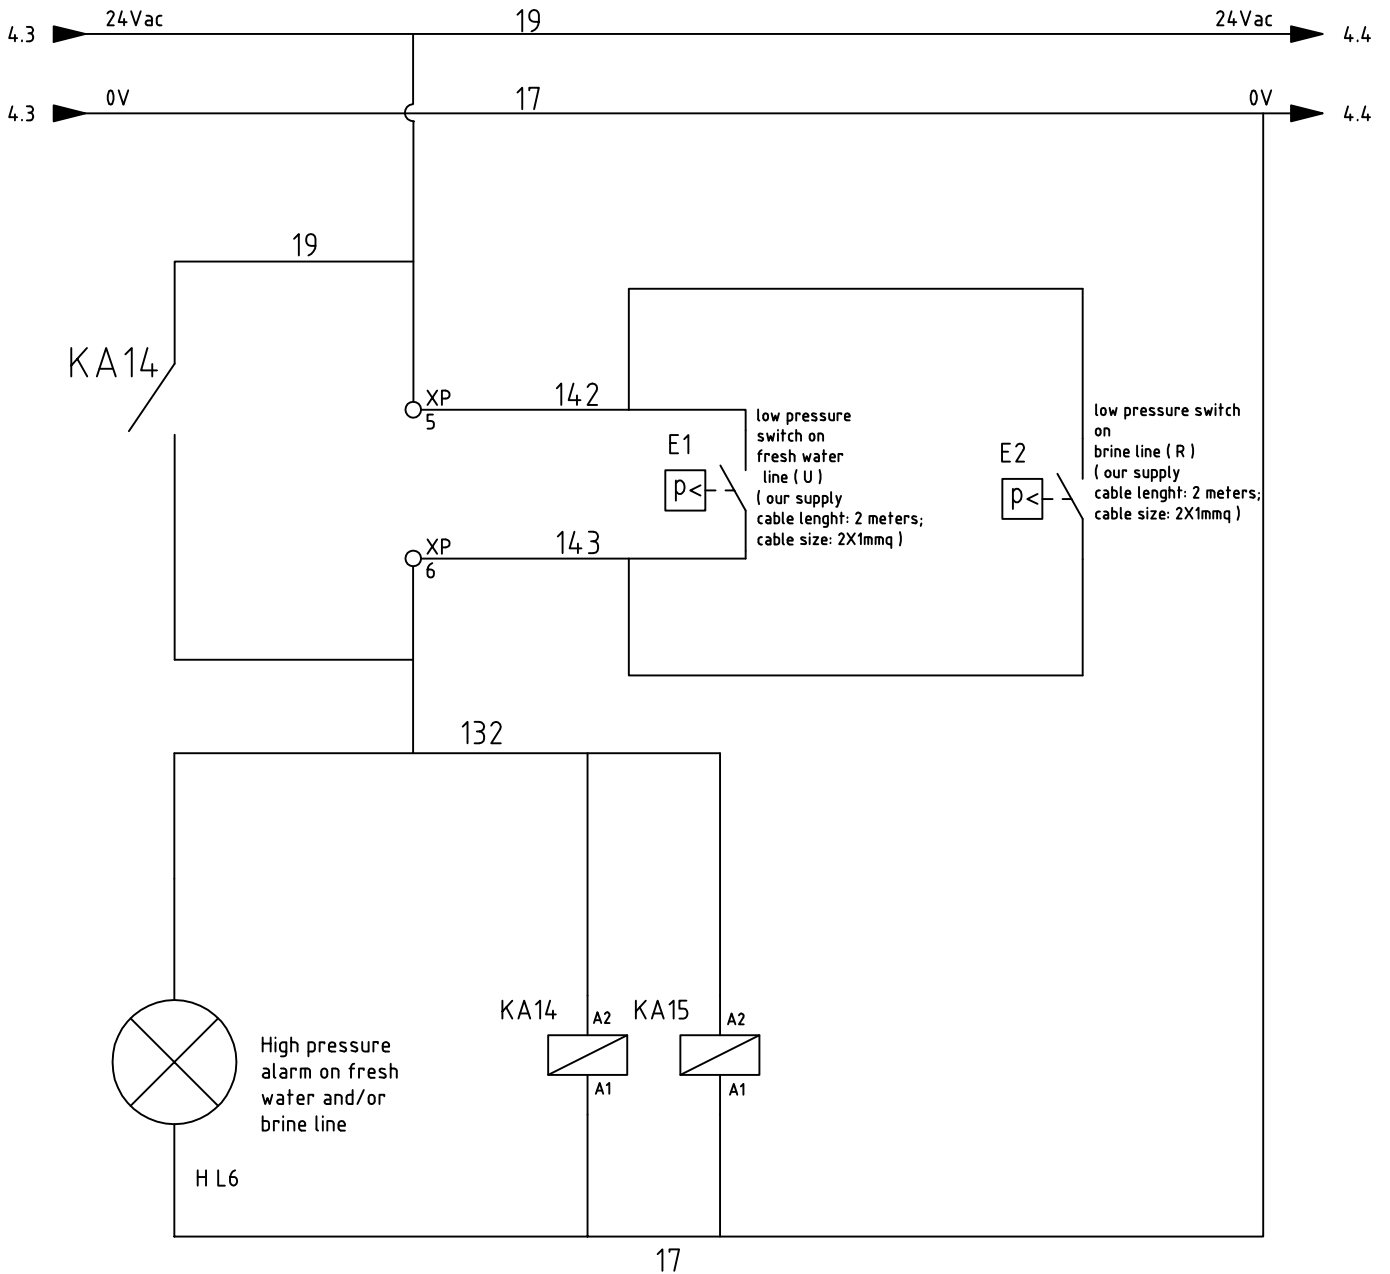 4.3
24Vac
19
24Vac
4.4
4.3
0V
17
0V
4.4
19
KA14
XP
5
142
E1
p<
low pressure
switch on
fresh water
line ( U )
( our supply
cable lenght: 2 meters;
cable size: 2X1mmq )
E2
p<
low pressure switch
on
brine line ( R )
( our supply
cable lenght: 2 meters;
cable size: 2X1mmq )
XP
6
143
132
KA14
A2
A1
KA15
A2
A1
High pressure
alarm on fresh
water and/or
brine line
H L6
17